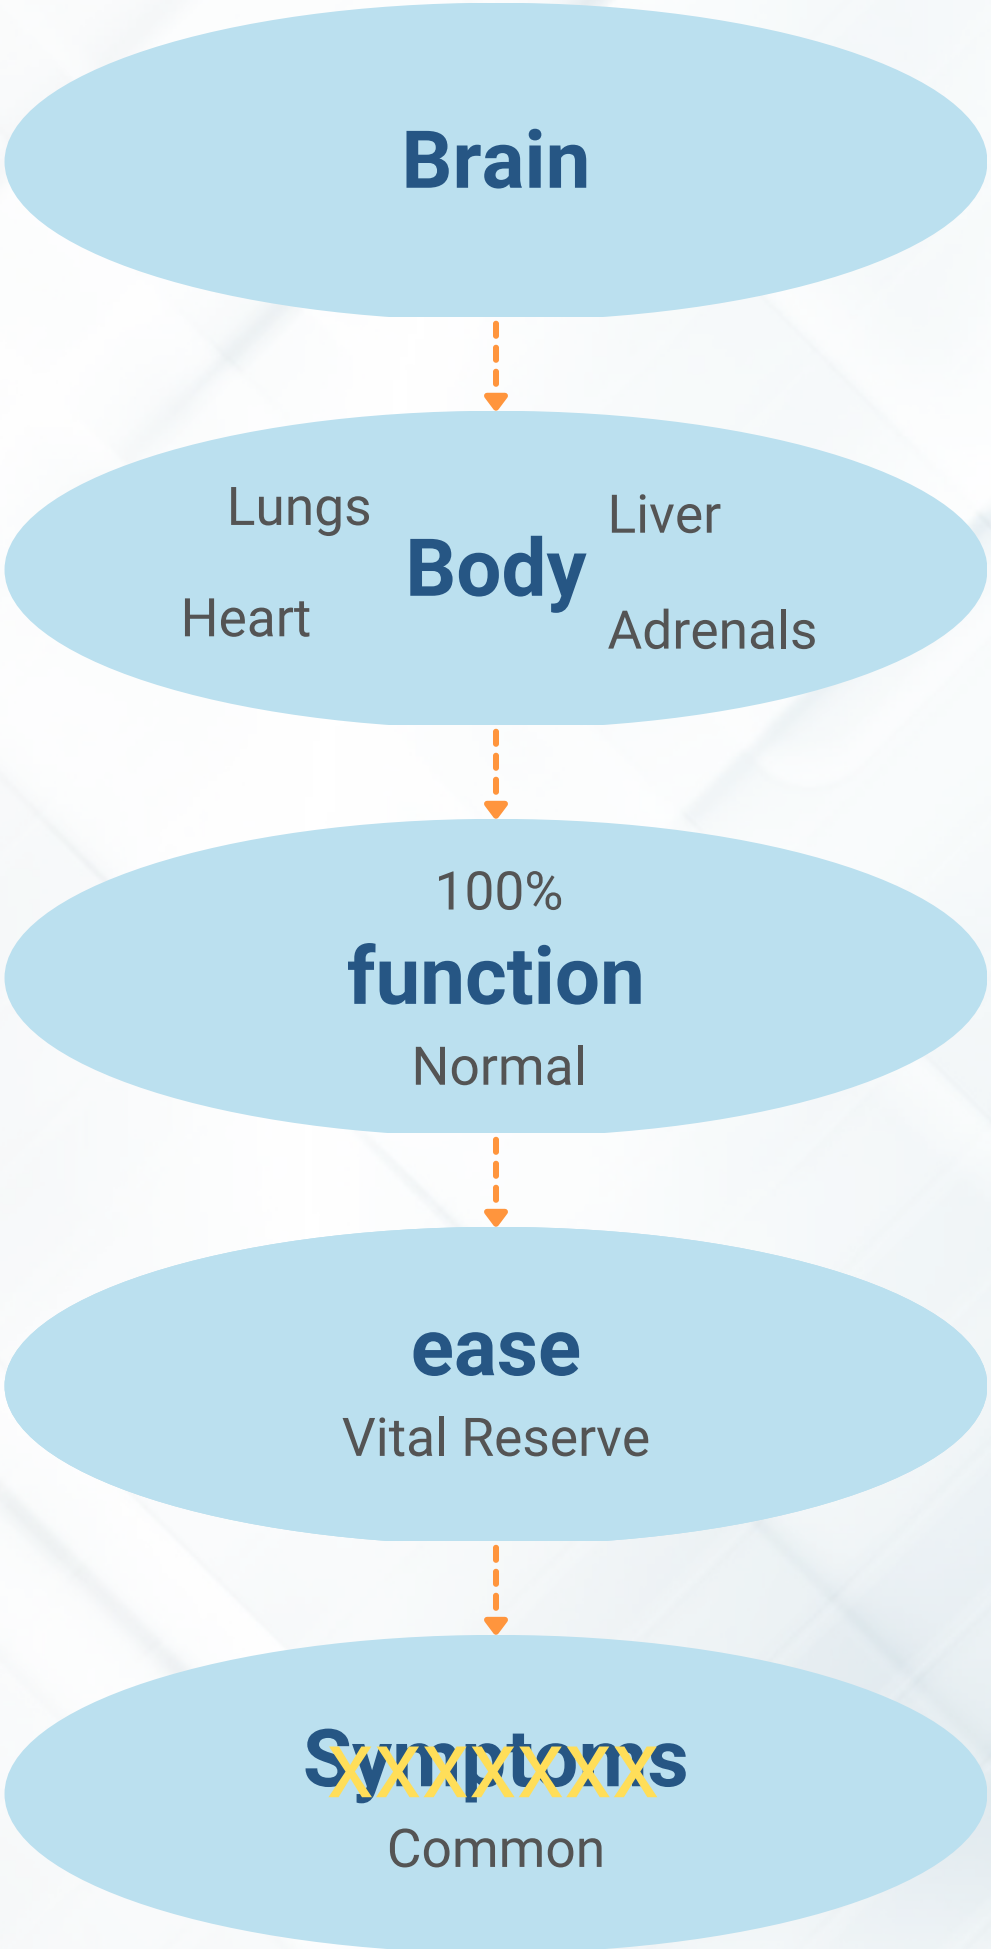 Brain
Lungs
Liver
Body
Heart
Adrenals
100%
function
Normal
ease
Vital Reserve
Symptoms
XXXXXXX
Common